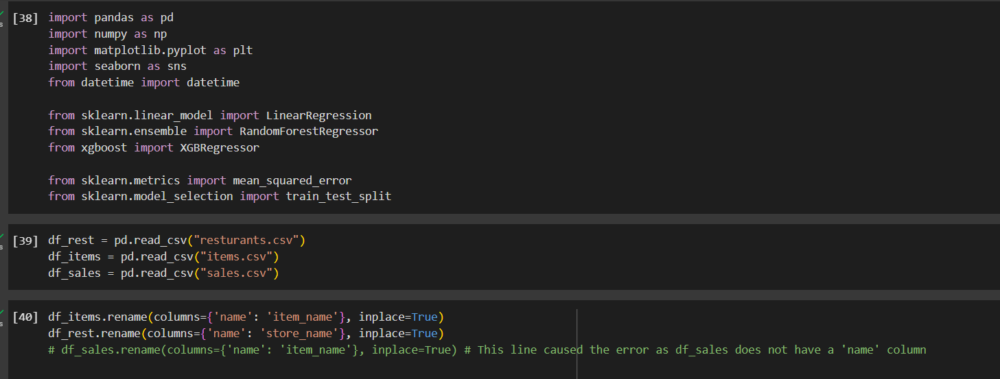 [38] import pandas as pd
import numpy as np
import matplotlib.pyplot as plt
import seaborn as sns
from datetime import datetime
from sklearn.linear_model import LinearRegression
from sklearn.ensemble import RandomForestRegressor
from xgboost import XGBRegressor
from sklearn.metrics import mean_squared_error
from sklearn.model_selection import train_test_split
[39] df_rest = pd.read_csv("resturants.csv")
df_items = pd.read_csv("items.csv")
df_sales = pd.read_csv("sales.csv")
[40] df_items.rename(columns={'name': 'item_name'}, inplace=True)
df_rest.rename(columns={'name': 'store_name'}, inplace=True)
# df_sales.rename(columns={'name': 'item_name'}, inplace=True) # This line caused the error as df_sales does not have a 'name' column